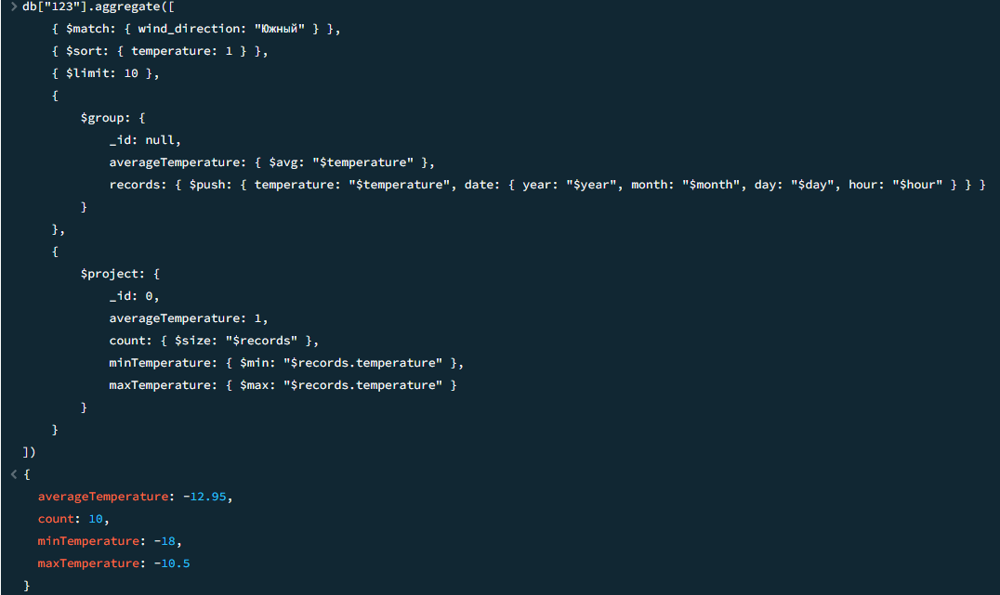 > db["123"].aggregate([
    { $match: { wind_direction: "Южный" } },
    { $sort: { temperature: 1 } },
    { $limit: 10 },
    {
        $group: {
            _id: null,
            averageTemperature: { $avg: "$temperature" },
            records: { $push: { temperature: "$temperature", date: { year: "$year", month: "$month", day: "$day", hour: "$hour" } } }
        }
    },
    {
        $project: {
            _id: 0,
            averageTemperature: 1,
            count: { $size: "$records" },
            minTemperature: { $min: "$records.temperature" },
            maxTemperature: { $max: "$records.temperature" }
        }
    }
])
< {
  averageTemperature: -12.95,
  count: 10,
  minTemperature: -18,
  maxTemperature: -10.5
}